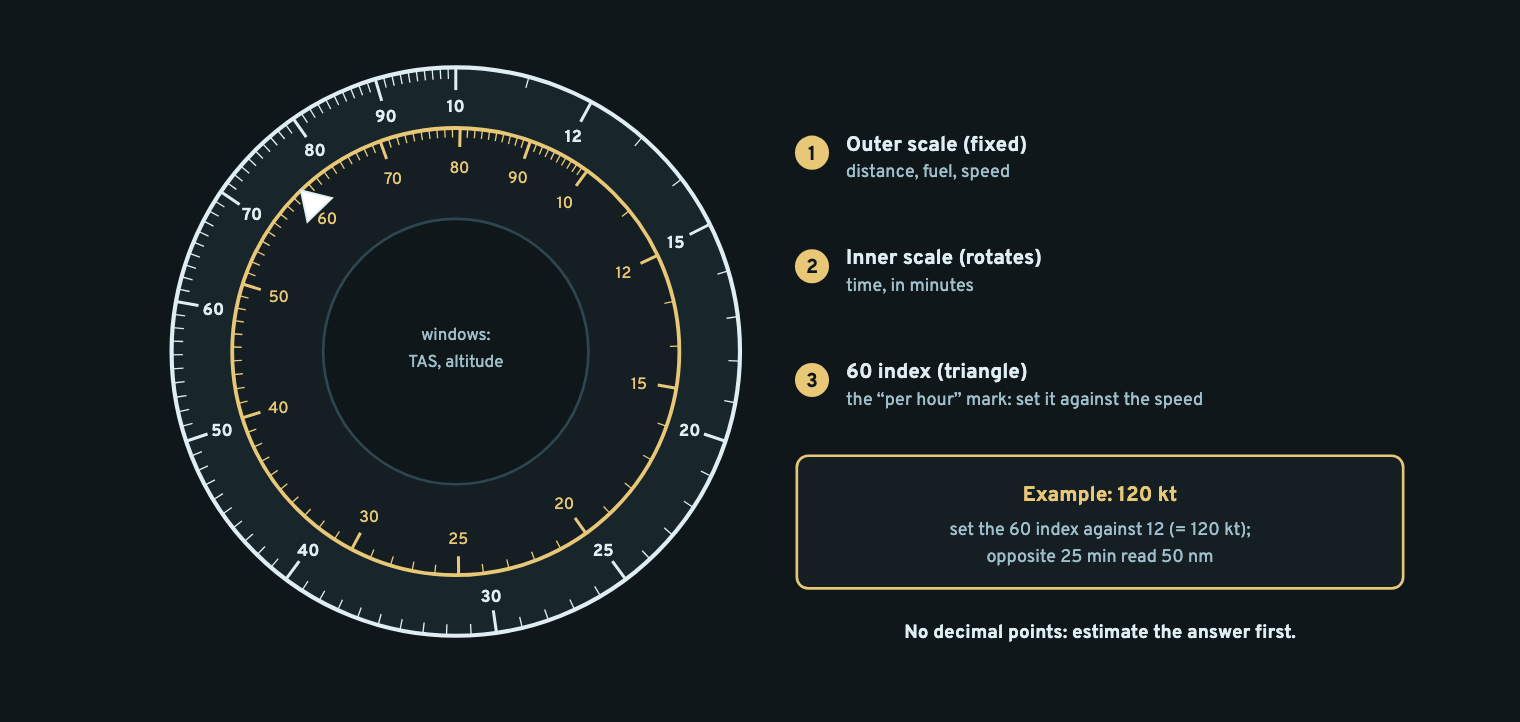 10
12
15
20
25
30
40
50
60
70
80
90
10
12
15
20
25
30
40
50
60
70
80
90
windows:
TAS, altitude
1
Outer scale (fixed)
distance, fuel, speed
2
Inner scale (rotates)
time, in minutes
3
60 index (triangle)
the “per hour” mark: set it against the speed
Example: 120 kt
set the 60 index against 12 (= 120 kt);
opposite 25 min read 50 nm
No decimal points: estimate the answer first.